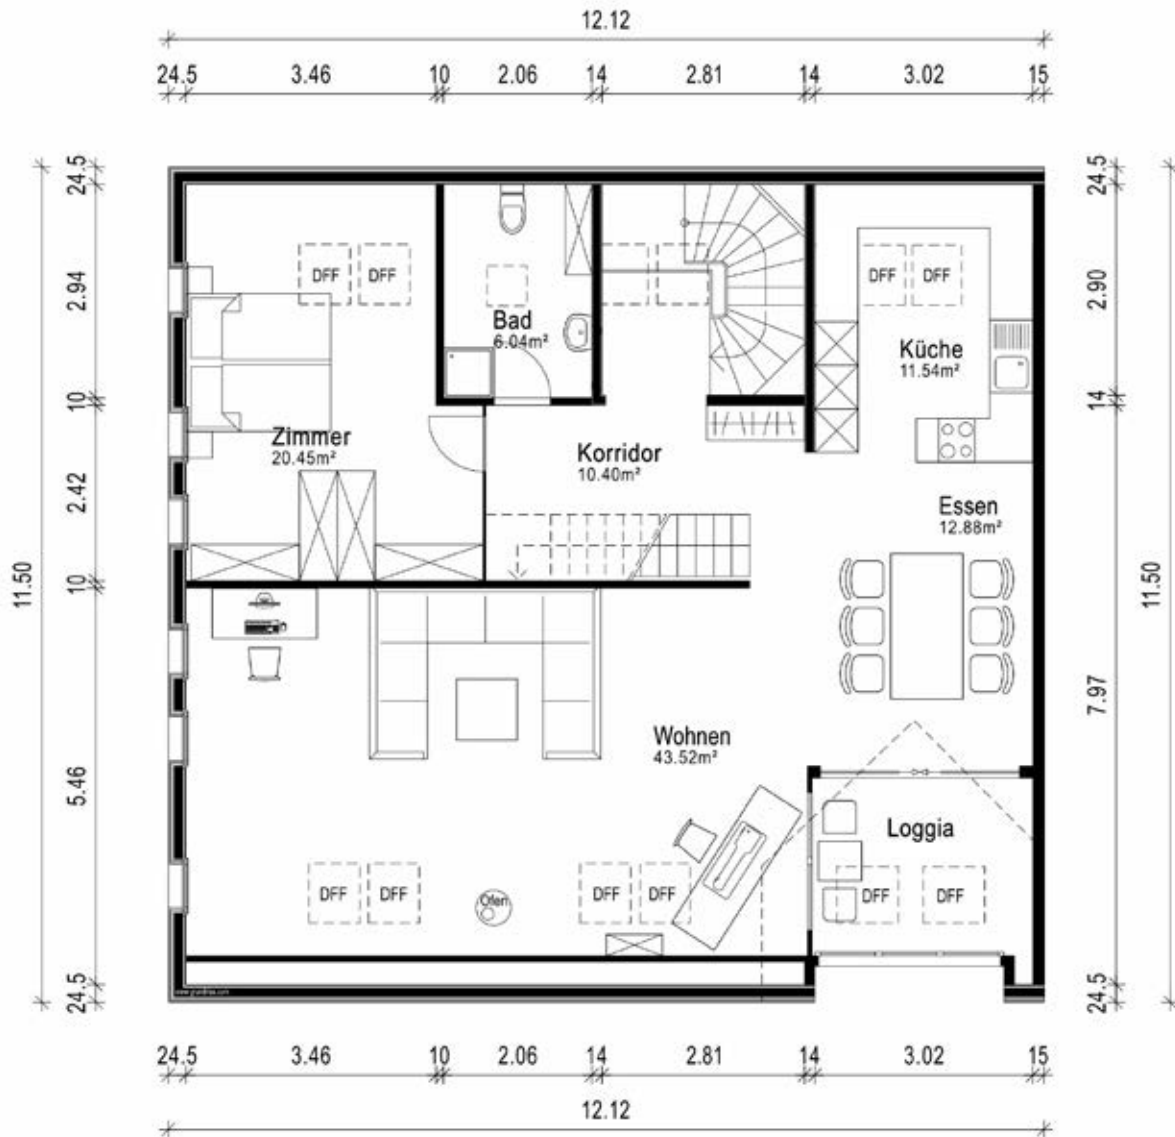 12.12
24.5 3.46 10 2.06 14 2.81 14 3.02 15
24.5
24.5
DFF DFF
DFF DFF
2.94
2.90
Bad
6.04m²
Küche
11.54m²
10
14
11.50
11.50
Zimmer
20.45m²
Korridor
10.40m²
2.42
Essen
12.88m²
10
7.97
Wohnen
43.52m²
5.46
Loggia
DFF DFF
Ofen
DFF DFF
DFF DFF
24.5
24.5
24.5 3.46 10 2.06 14 2.81 14 3.02 15
12.12